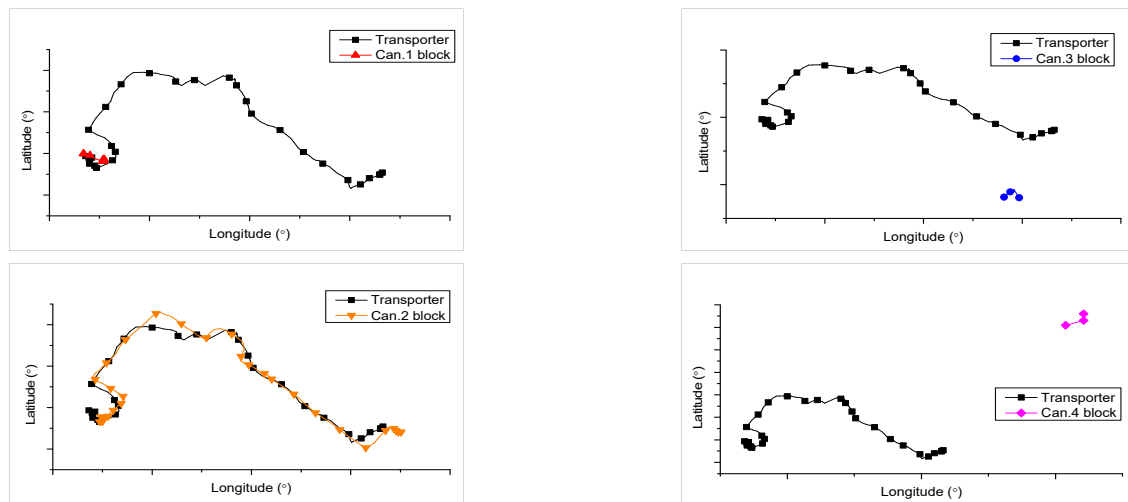 Transporter
Can.1 block
Latitude (°)
Longitude (°)
Transporter
Can.3 block
Latitude (°)
Longitude (°)
Transporter
Can.2 block
Latitude (°)
Longitude (°)
Transporter
Can.4 block
Latitude (°)
Longitude (°)